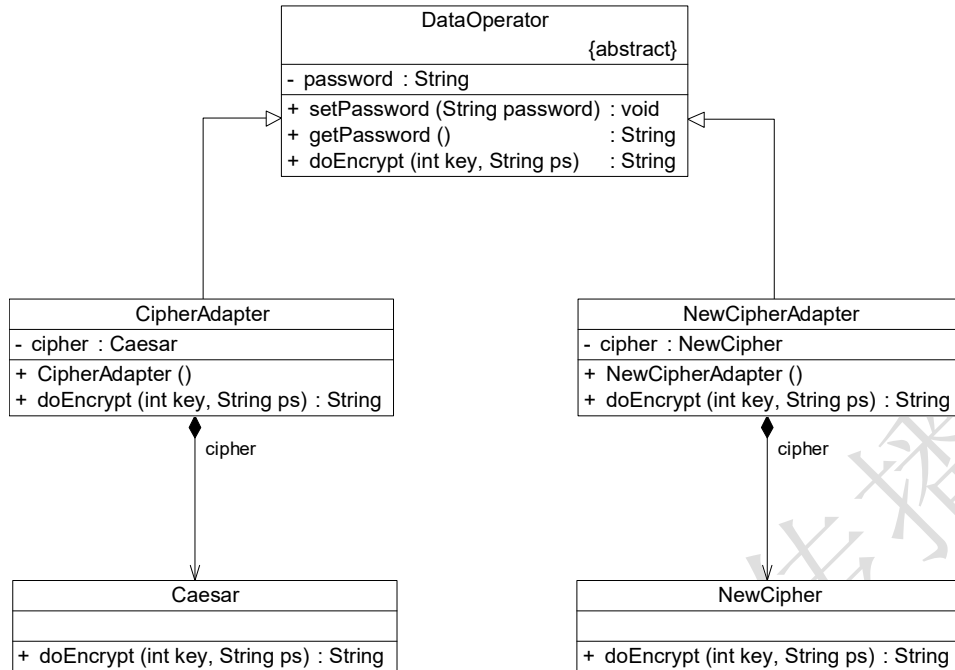 DataOperator
{abstract}
- password : String
+ setPassword (String password) : void
+ getPassword () : String
+ doEncrypt (int key, String ps) : String
CipherAdapter
- cipher : Caesar
+ CipherAdapter ()
+ doEncrypt (int key, String ps) : String
NewCipherAdapter
- cipher : NewCipher
+ NewCipherAdapter ()
+ doEncrypt (int key, String ps) : String
cipher
cipher
Caesar
+ doEncrypt (int key, String ps) : String
NewCipher
+ doEncrypt (int key, String ps) : String
传播